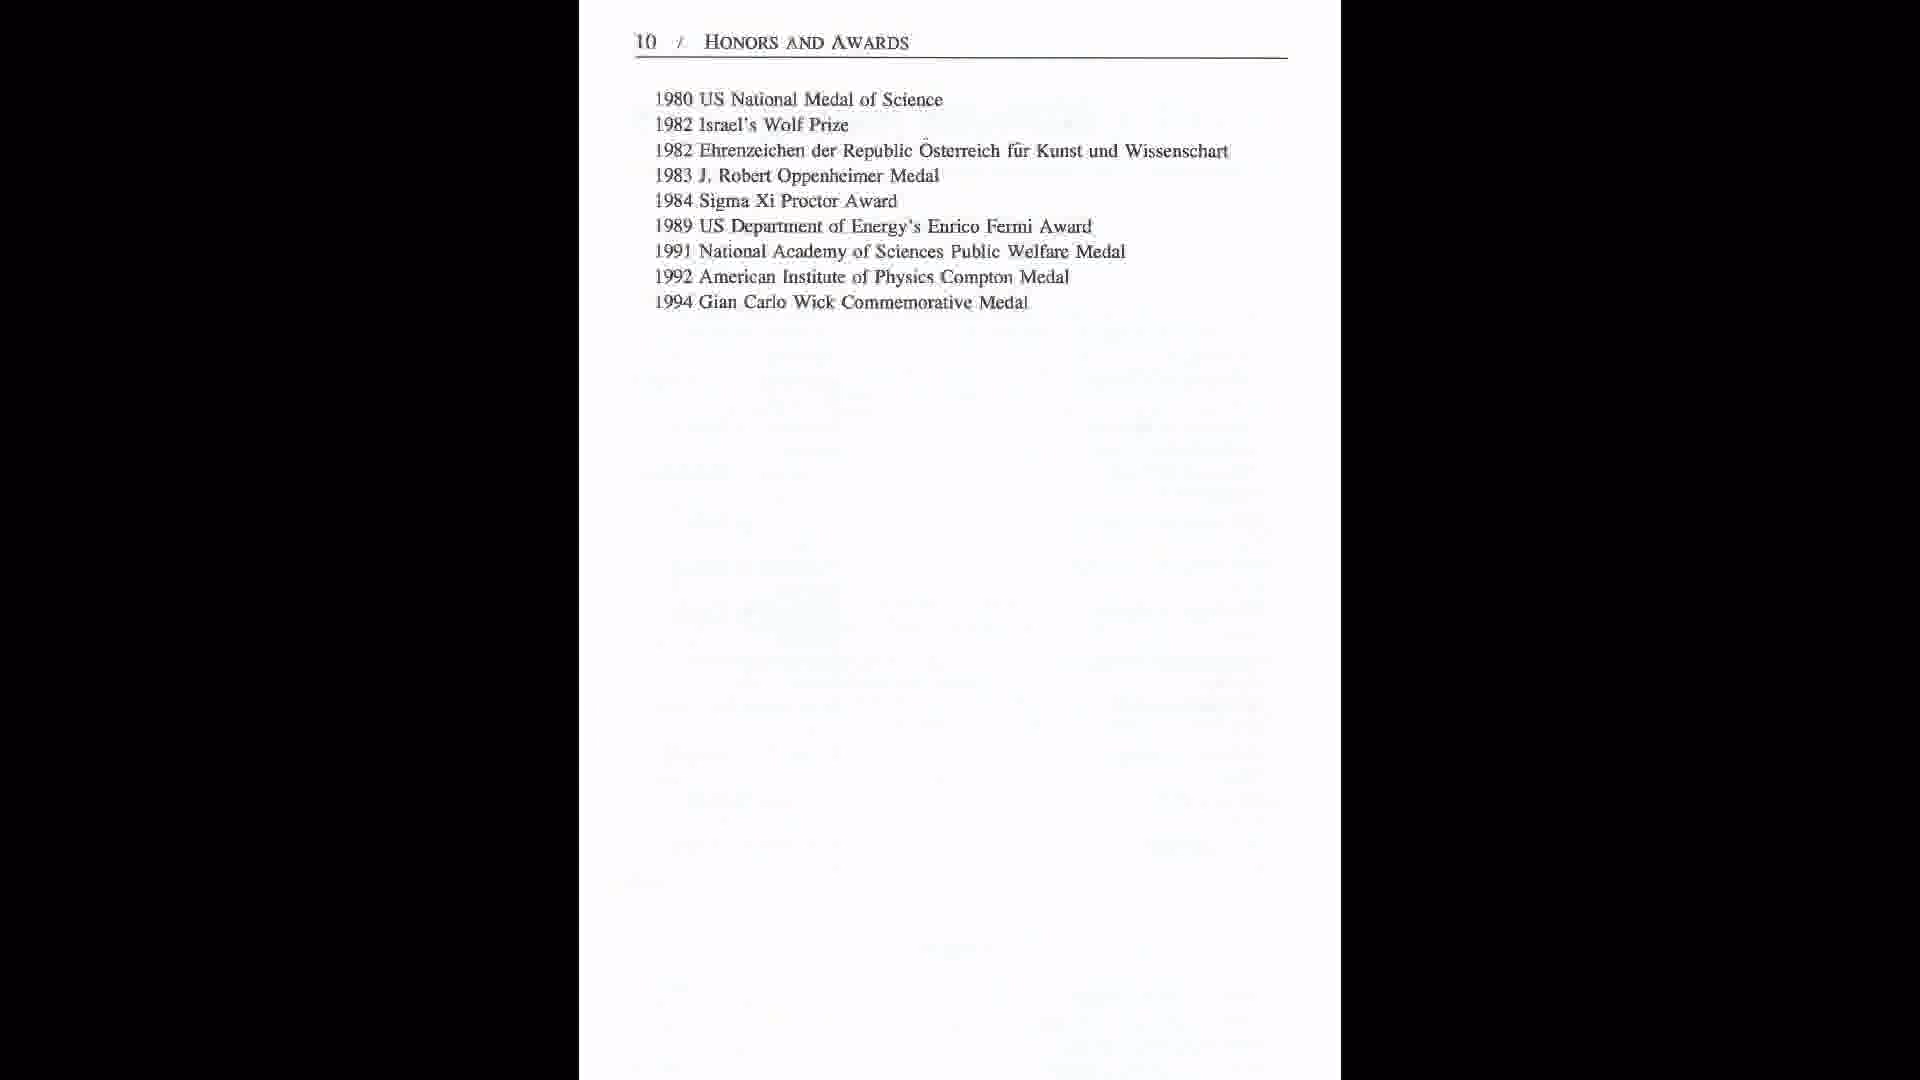 10 / HONORS AND AWARDS
1980 US National Medal of Science
1982 Israel's Wolf Prize
1982 Ehrenzeichen der Republic Österreich für Kunst und Wissenschart
1983 J. Robert Oppenheimer Medal
1984 Sigma Xi Proctor Award
1989 US Department of Energy's Enrico Fermi Award
1991 National Academy of Sciences Public Welfare Medal
1992 American Institute of Physics Compton Medal
1994 Gian Carlo Wick Commemorative Medal